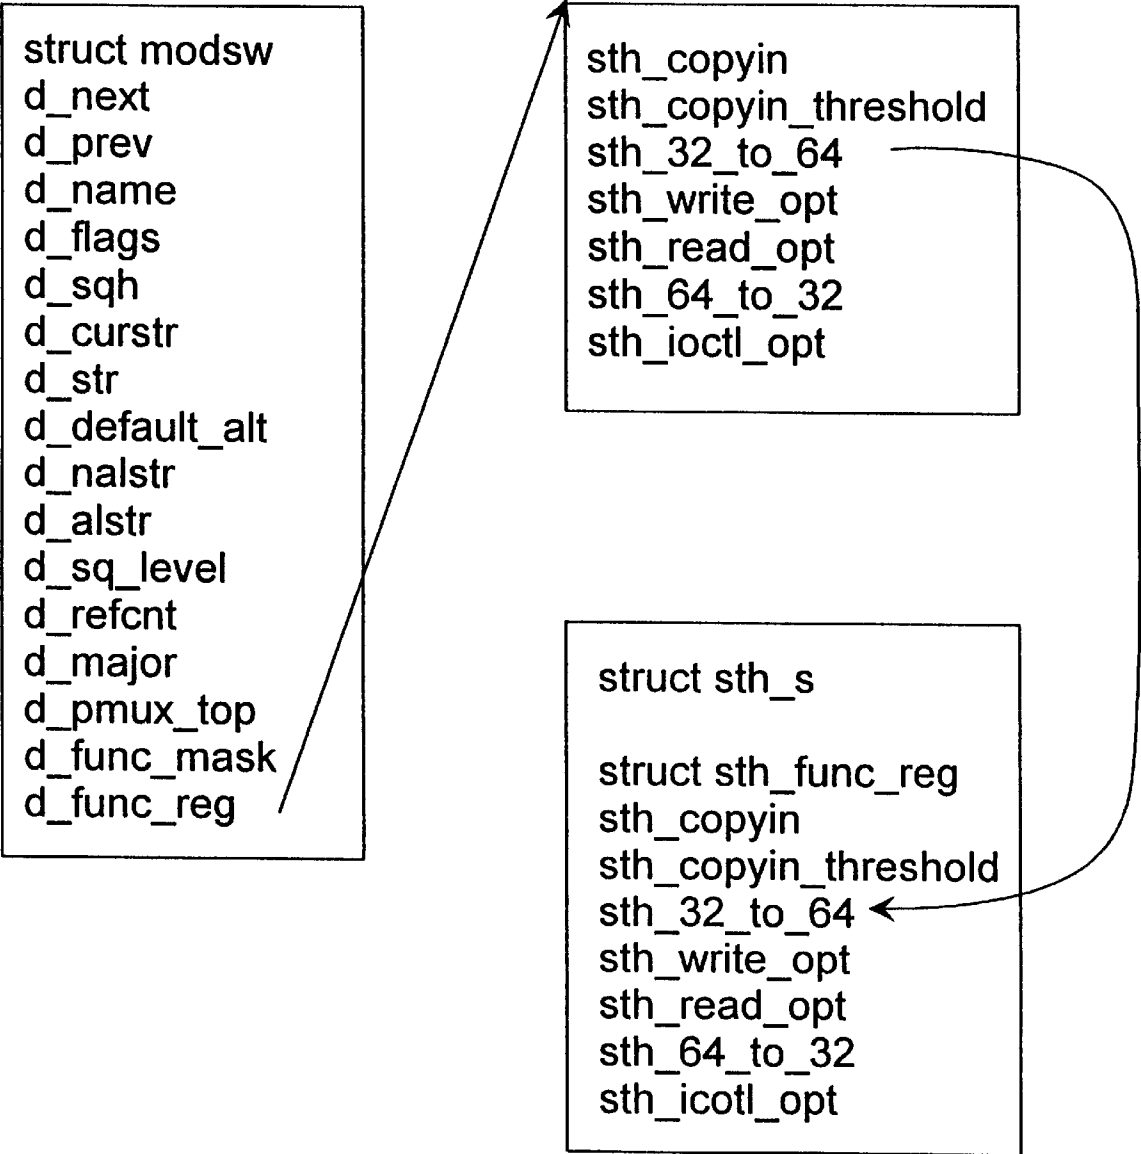 struct modsw
d_next
d_prev
d_name
d_flags
d_sqh
d_curstr
d_str
d_default_alt
d_nalstr
d_alstr
d_sq_level
d_refcnt
d_major
d_pmux_top
d_func_mask
d_func_reg
sth_copyin
sth_copyin_threshold
sth_32_to_64
sth_write_opt
sth_read_opt
sth_64_to_32
sth_ioctl_opt
struct sth_s
struct sth_func_reg
sth_copyin
sth_copyin_threshold
sth_32_to_64
sth_write_opt
sth_read_opt
sth_64_to_32
sth_icotl_opt